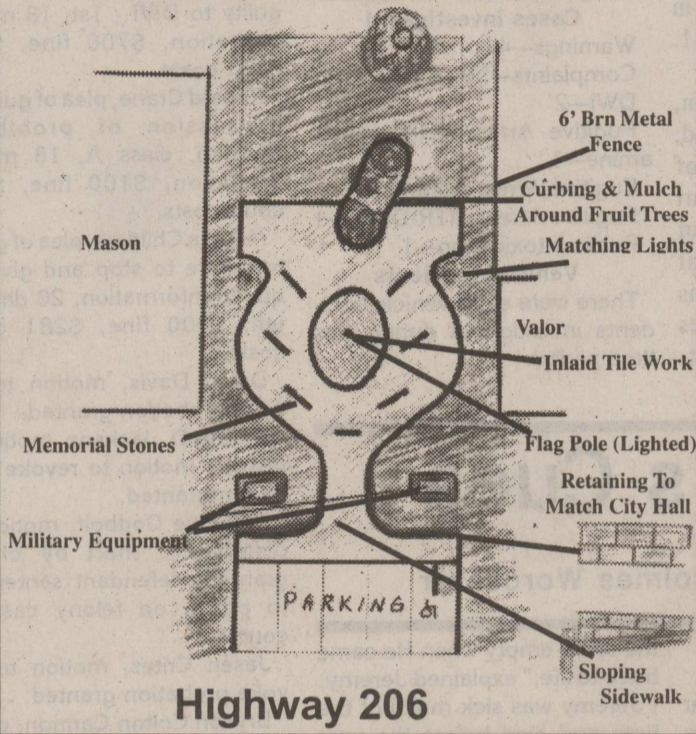 6' Brn Metal
Fence
Curbing & Mulch
Around Fruit Trees
Mason
Matching Lights
Valor
Inlaid Tile Work
Memorial Stones
Flag Pole (Lighted)
Retaining To
Match City Hall
Military Equipment
PARKING
Sloping
Sidewalk
Highway 206